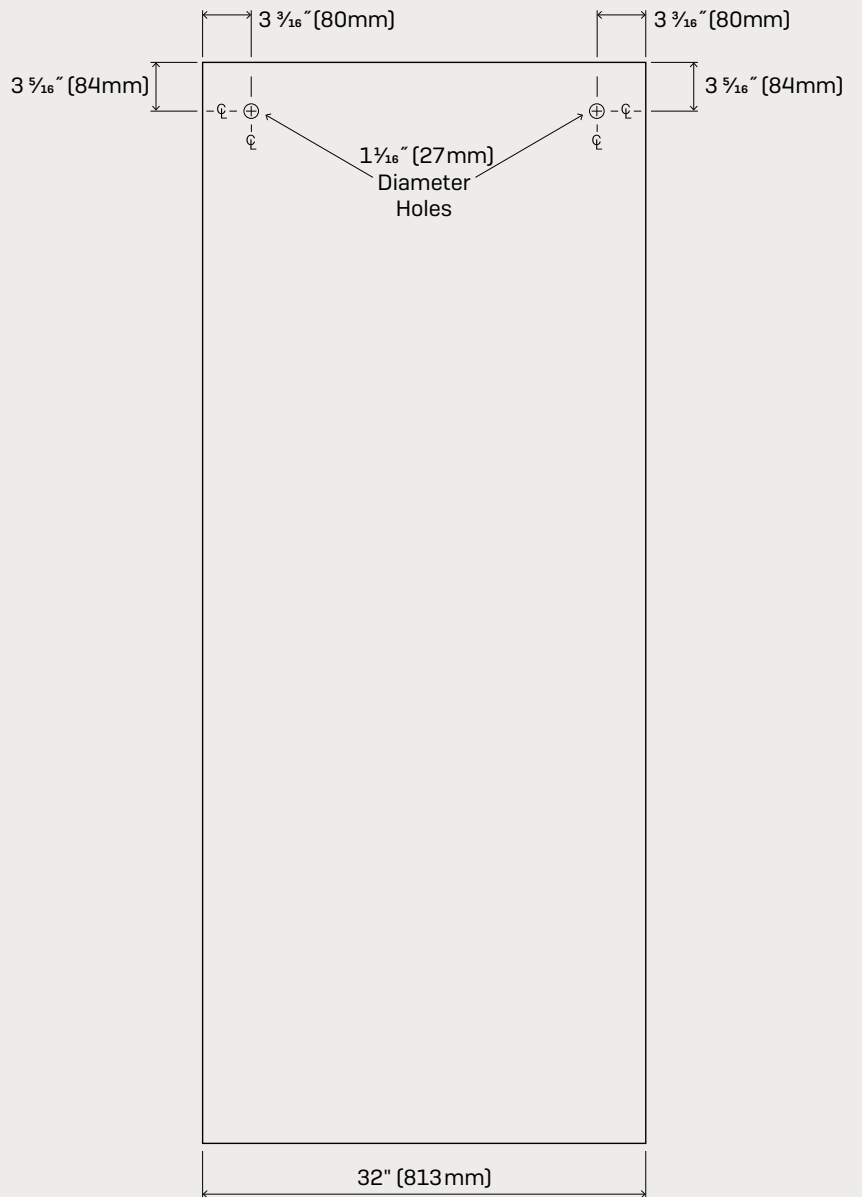 3 3⁄16˝ (80mm)
3 3⁄16˝ (80mm)
3 5⁄16˝ (84mm)
3 5⁄16˝ (84mm)
℄
℄
℄
℄
1 1⁄16˝ (27mm)
Diameter
Holes
32" (813mm)